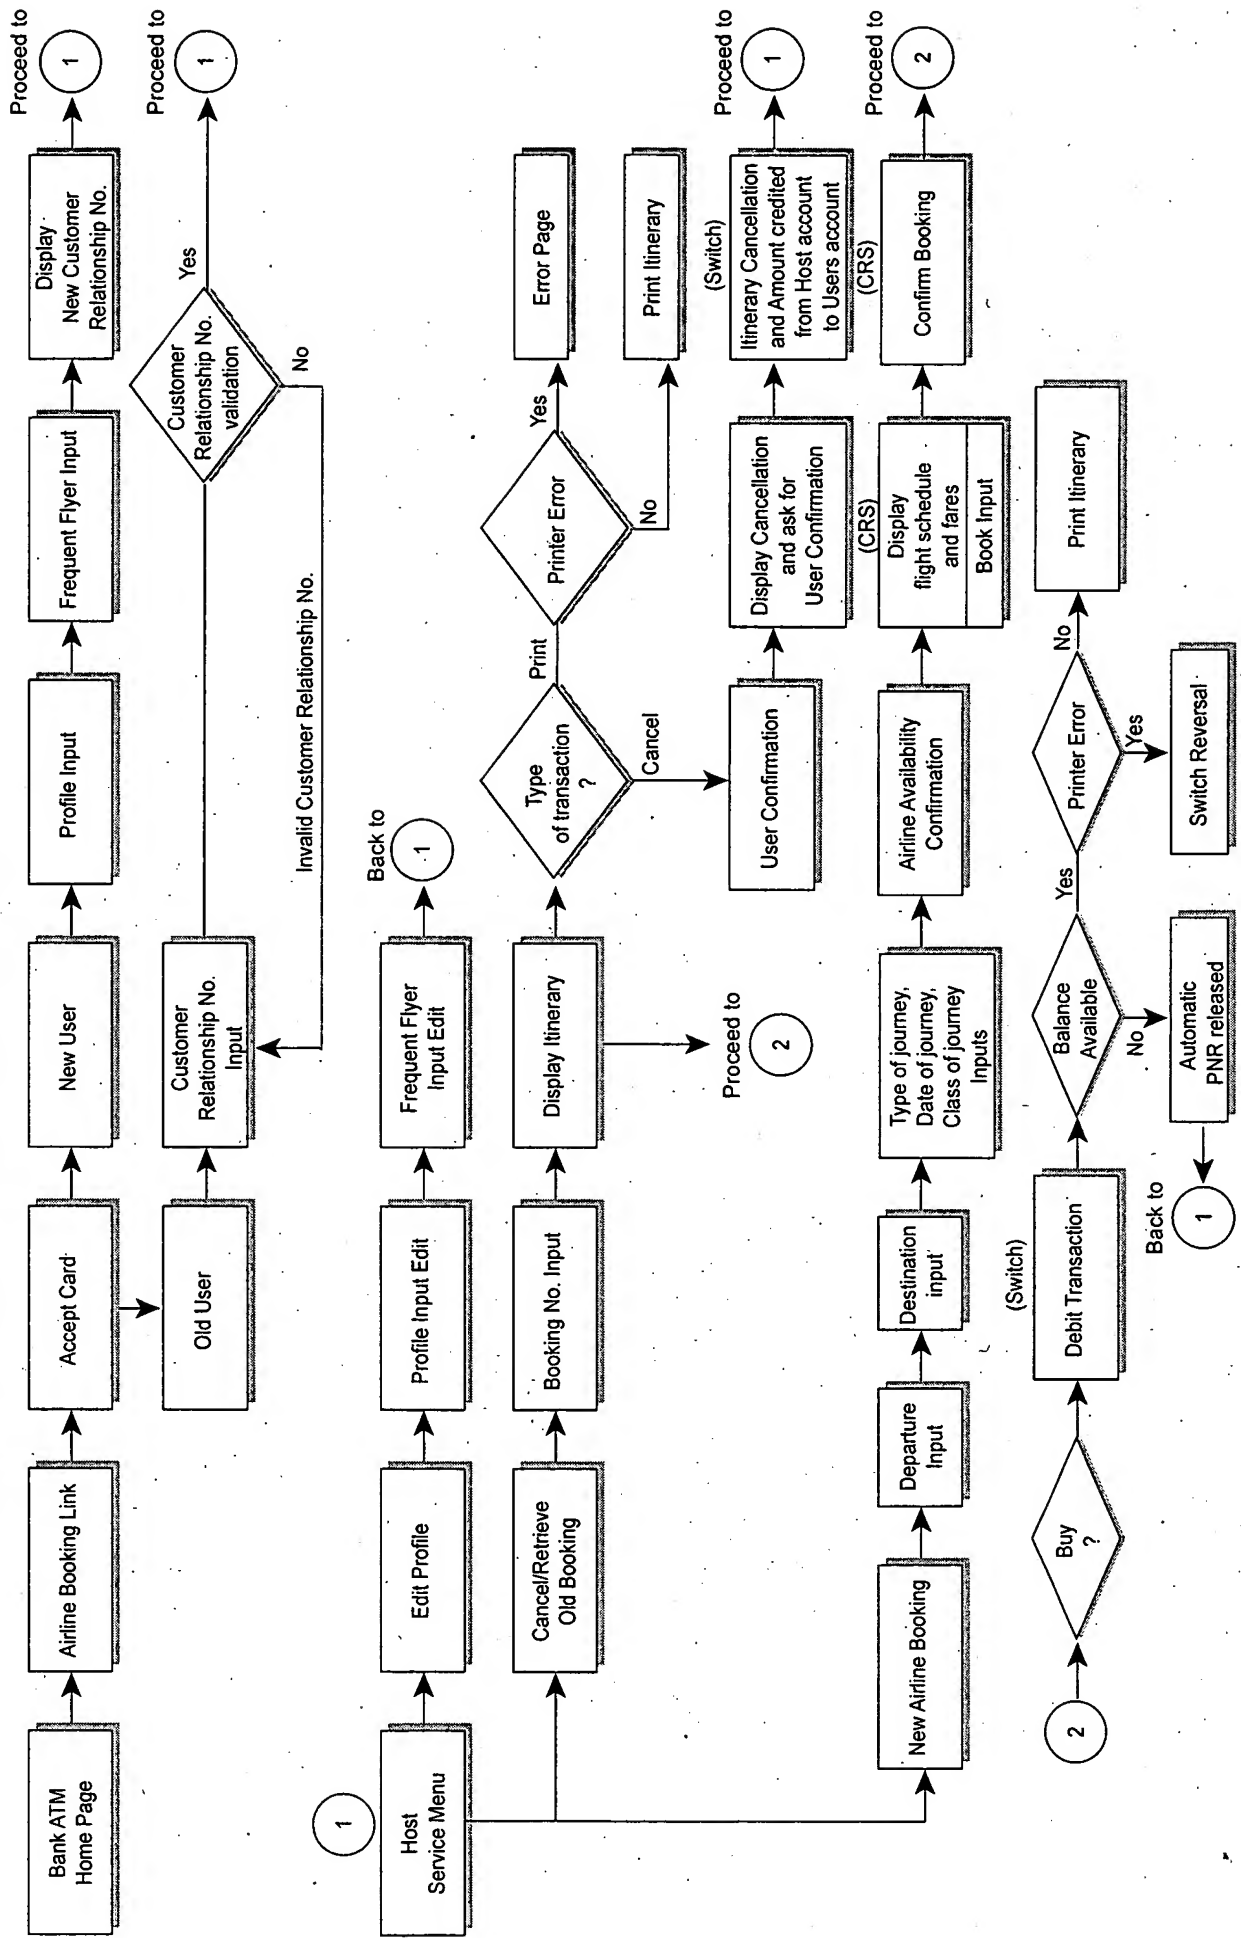 Bank ATM
Home Page
Airline Booking Link
Accept Card
New User
Profile Input
Frequent Flyer Input
Display
New Customer
Relationship No.
Proceed to
1
Old User
Customer
Relationship No.
Input
Customer
Relationship No.
validation
Yes
Proceed to
1
No
Invalid Customer Relationship No.
1
Host
Service Menu
Edit Profile
Profile Input Edit
Frequent Flyer
Input Edit
Back to
1
Cancel/Retrieve
Old Booking
Booking No. Input
Display Itinerary
Type
of transaction
?
Print
Printer Error
Yes
Error Page
No
Print Itinerary
Proceed to
2
Cancel
User Confirmation
Display Cancellation
and ask for
User Confirmation
(Switch)
Itinerary Cancellation
and Amount credited
from Host account
to Users account
Proceed to
1
New Airline Booking
Departure
Input
Destination
input
Type of journey,
Date of journey,
Class of journey
Inputs
Airline Availability
Confirmation
(CRS)
Display
flight schedule
and fares
Book Input
(CRS)
Confirm Booking
Proceed to
2
2
Buy
?
(Switch)
Debit Transaction
Balance
Available
Yes
Printer Error
No
Print Itinerary
No
Automatic
PNR released
Back to
1
Yes
Switch Reversal